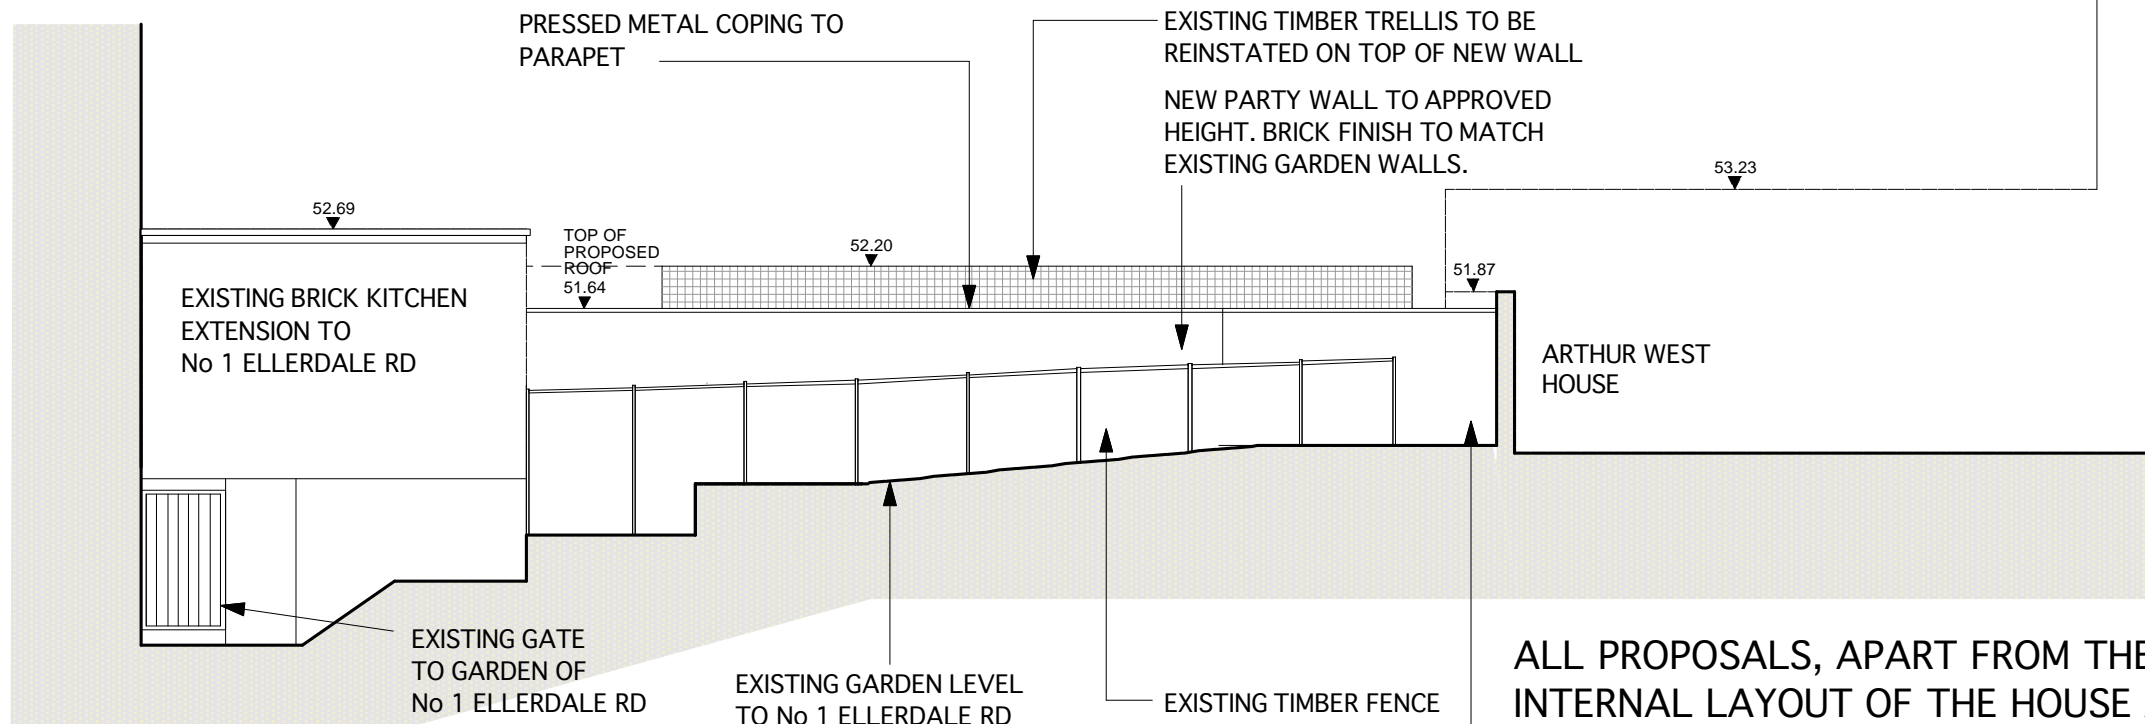 PRESSED METAL COPING TO
PARAPET
EXISTING TIMBER TRELLIS TO BE
REINSTATED ON TOP OF NEW WALL
NEW PARTY WALL TO APPROVED
HEIGHT. BRICK FINISH TO MATCH
EXISTING GARDEN WALLS.
53.23
52.69
TOP OF
PROPOSED
ROOF
51.64
52.20
51.87
EXISTING BRICK KITCHEN
EXTENSION TO
No 1 ELLERDALE RD
ARTHUR WEST
HOUSE
EXISTING GATE
TO GARDEN OF
No 1 ELLERDALE RD
EXISTING GARDEN LEVEL
TO No 1 ELLERDALE RD
EXISTING TIMBER FENCE
ALL PROPOSALS, APART FROM THE
INTERNAL LAYOUT OF THE HOUSE